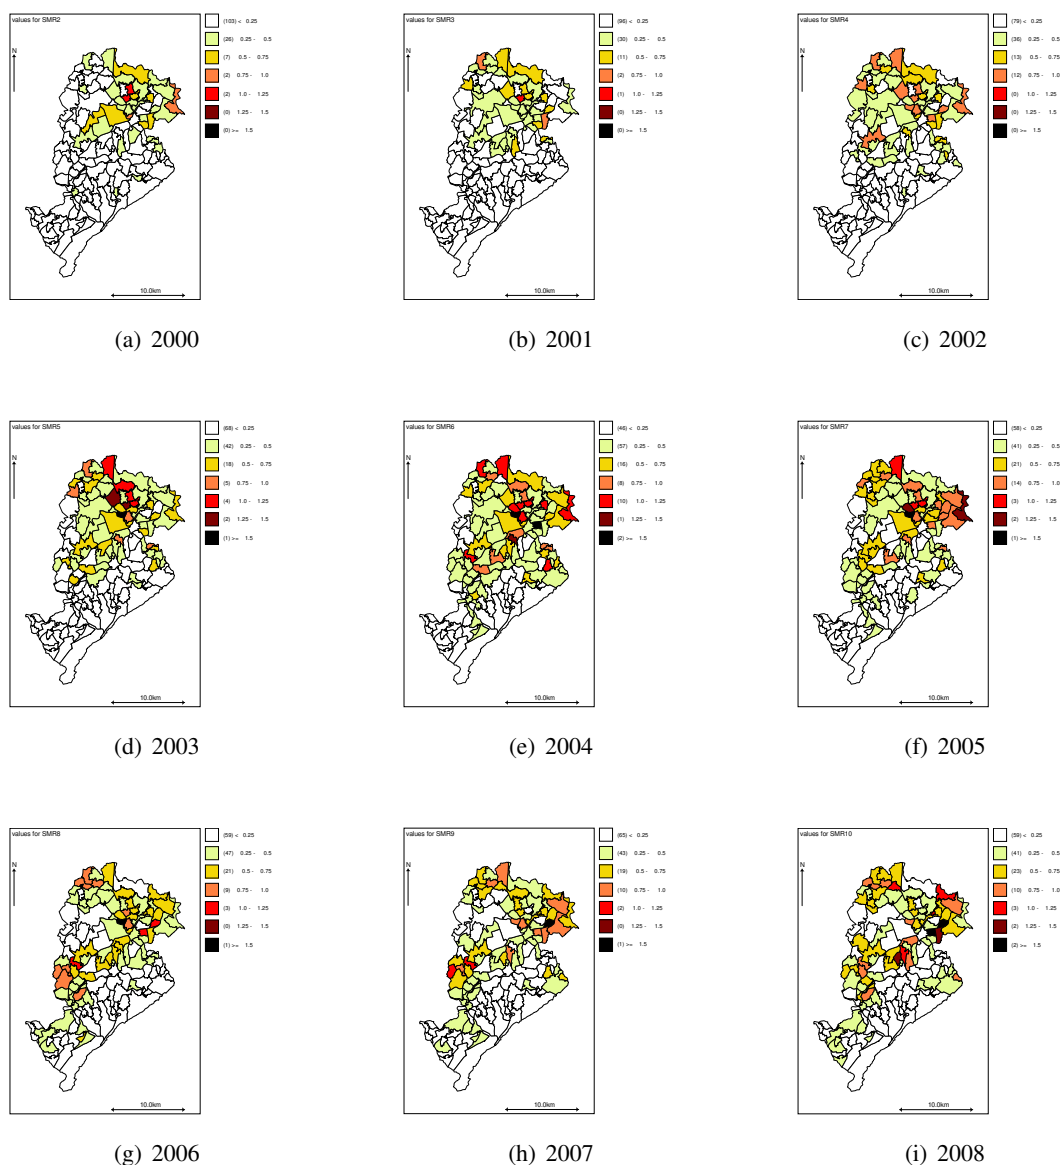 values for SMR2
N
(103) < 0.25
(26) 0.25 - 0.5
(7) 0.5 - 0.75
(2) 0.75 - 1.0
(2) 1.0 - 1.25
(0) 1.25 - 1.5
(0) >= 1.5
10.0km
(a) 2000
values for SMR3
N
(96) < 0.25
(30) 0.25 - 0.5
(11) 0.5 - 0.75
(2) 0.75 - 1.0
(1) 1.0 - 1.25
(0) 1.25 - 1.5
(0) >= 1.5
10.0km
(b) 2001
values for SMR4
N
(79) < 0.25
(36) 0.25 - 0.5
(13) 0.5 - 0.75
(12) 0.75 - 1.0
(0) 1.0 - 1.25
(0) 1.25 - 1.5
(0) >= 1.5
10.0km
(c) 2002
values for SMR5
N
(68) < 0.25
(42) 0.25 - 0.5
(18) 0.5 - 0.75
(5) 0.75 - 1.0
(4) 1.0 - 1.25
(2) 1.25 - 1.5
(1) >= 1.5
10.0km
(d) 2003
values for SMR6
N
(46) < 0.25
(57) 0.25 - 0.5
(16) 0.5 - 0.75
(8) 0.75 - 1.0
(10) 1.0 - 1.25
(1) 1.25 - 1.5
(2) >= 1.5
10.0km
(e) 2004
values for SMR7
N
(58) < 0.25
(41) 0.25 - 0.5
(21) 0.5 - 0.75
(14) 0.75 - 1.0
(3) 1.0 - 1.25
(2) 1.25 - 1.5
(1) >= 1.5
10.0km
(f) 2005
values for SMR8
N
(59) < 0.25
(47) 0.25 - 0.5
(21) 0.5 - 0.75
(9) 0.75 - 1.0
(3) 1.0 - 1.25
(0) 1.25 - 1.5
(1) >= 1.5
10.0km
(g) 2006
values for SMR9
N
(65) < 0.25
(43) 0.25 - 0.5
(19) 0.5 - 0.75
(10) 0.75 - 1.0
(2) 1.0 - 1.25
(0) 1.25 - 1.5
(1) >= 1.5
10.0km
(h) 2007
values for SMR10
N
(59) < 0.25
(41) 0.25 - 0.5
(23) 0.5 - 0.75
(10) 0.75 - 1.0
(3) 1.0 - 1.25
(2) 1.25 - 1.5
(2) >= 1.5
10.0km
(i) 2008